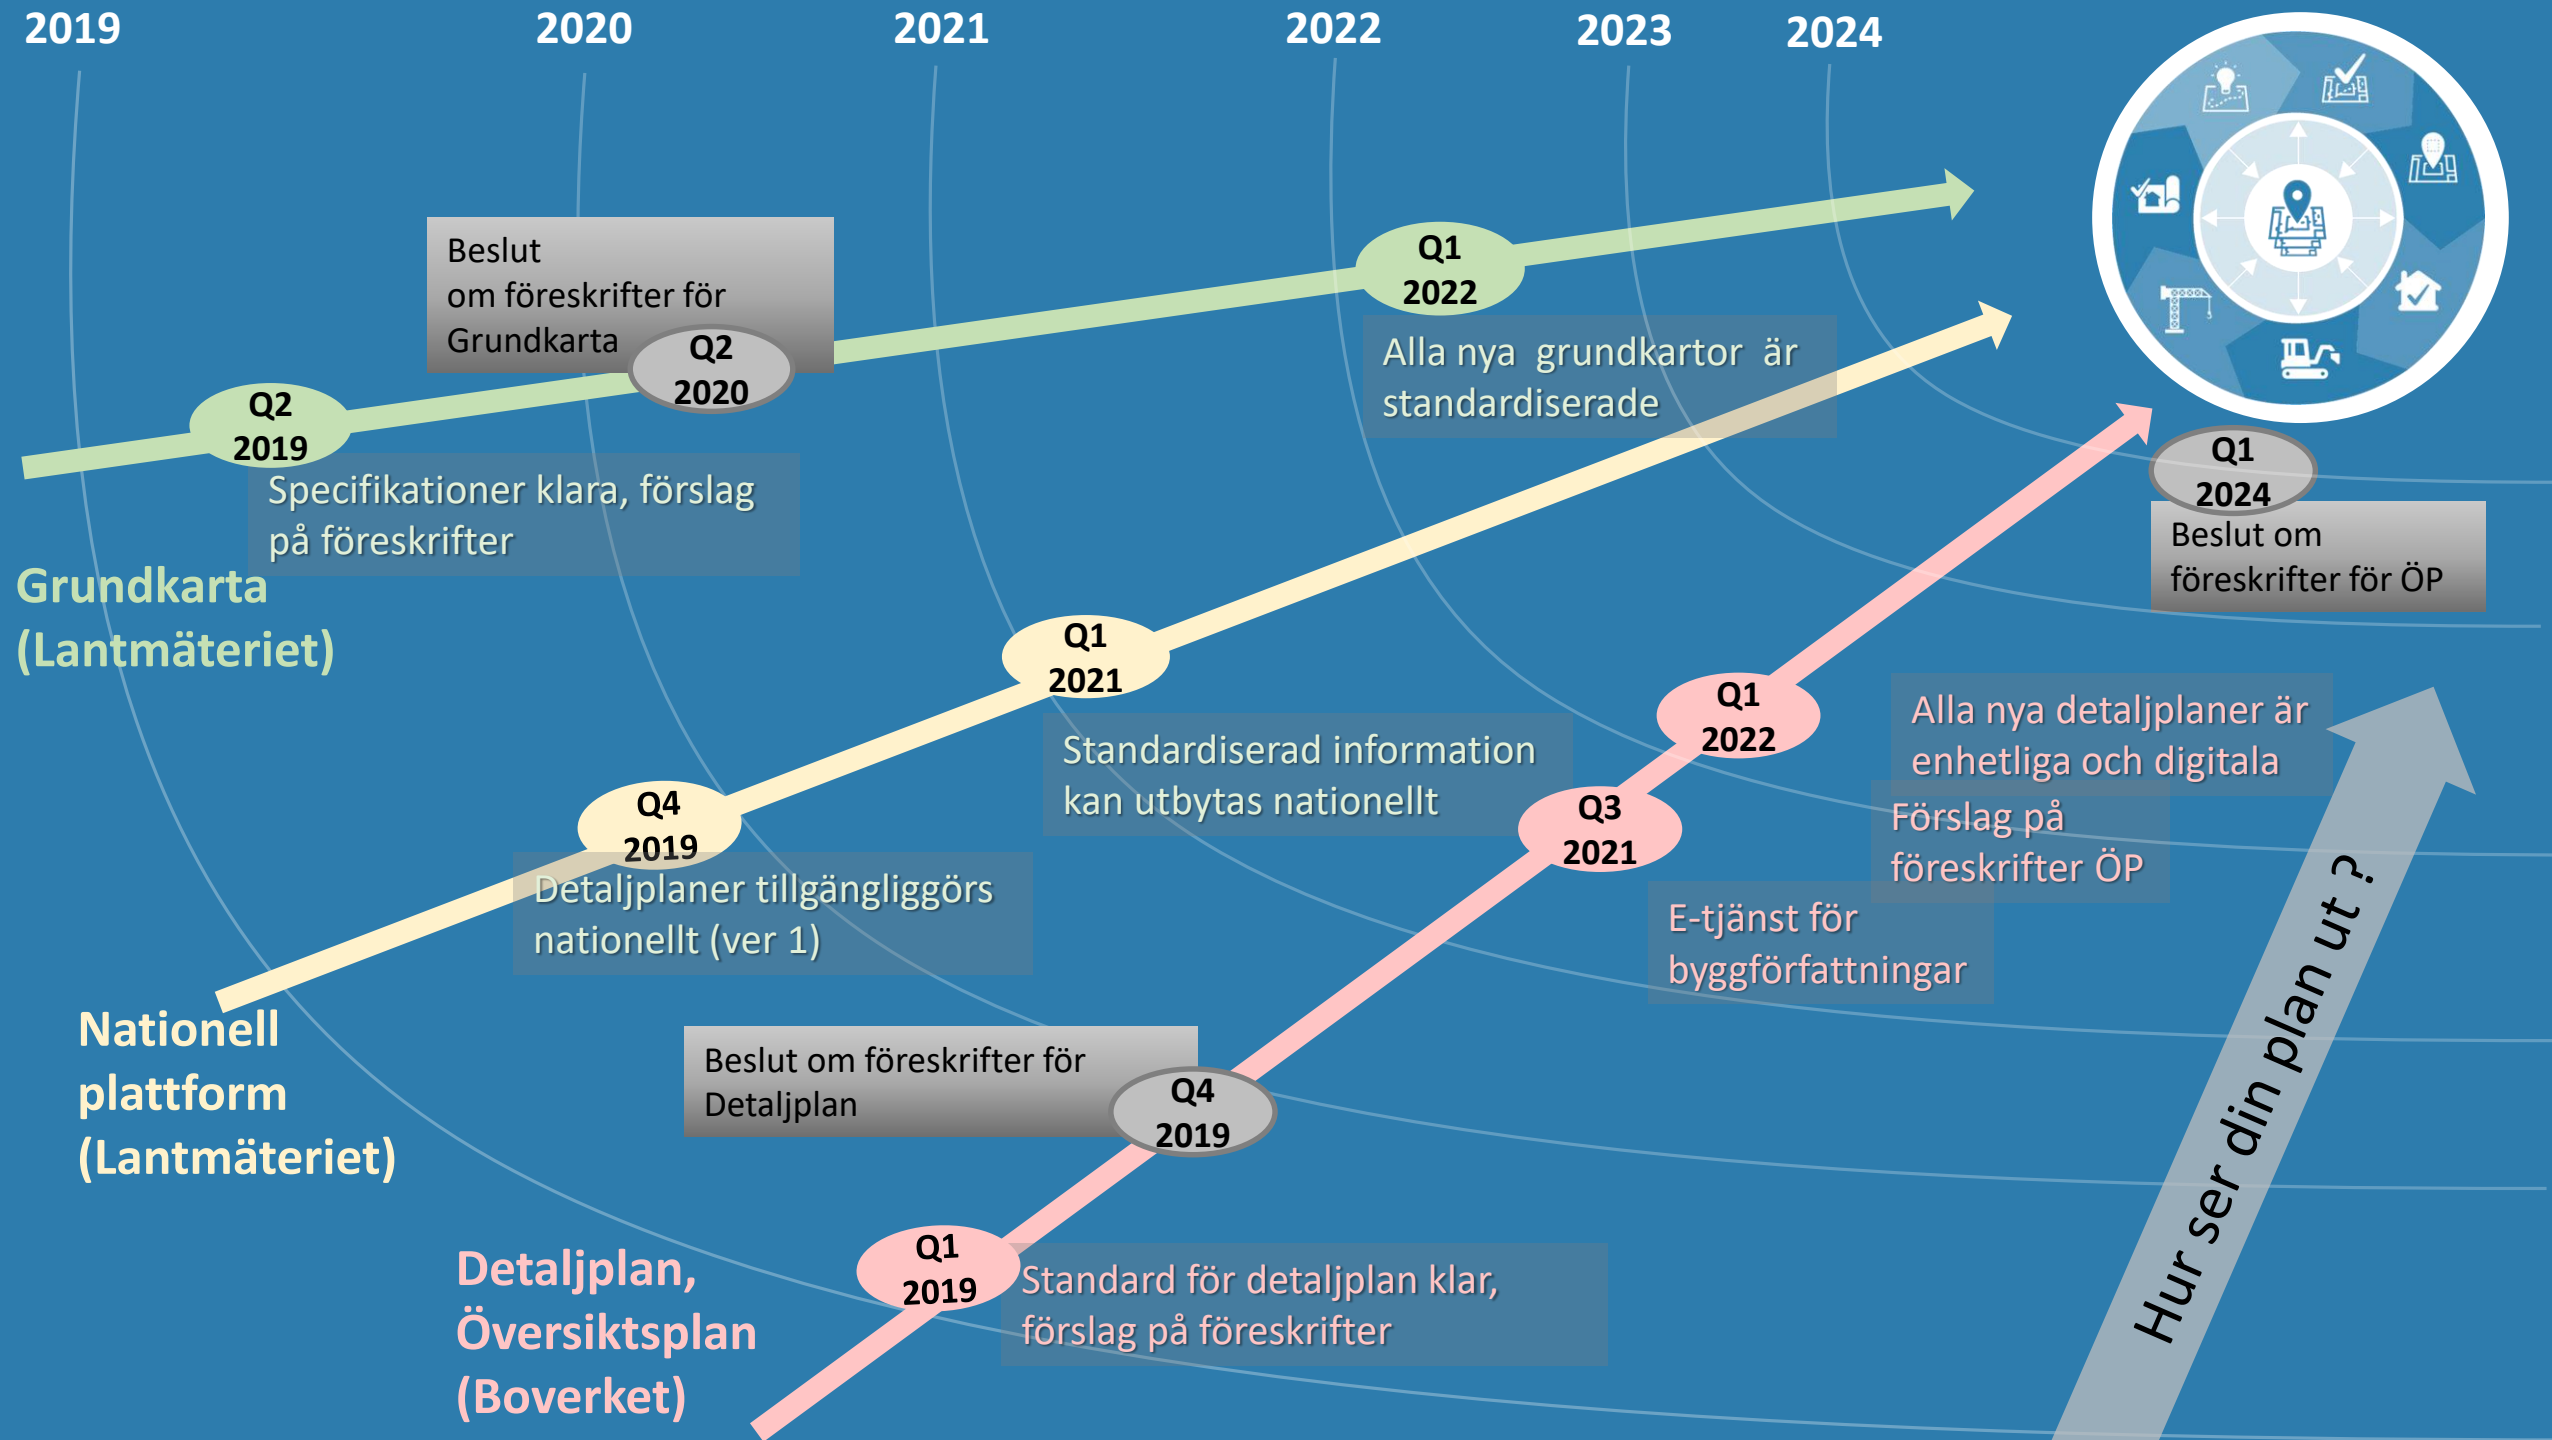 2019
2020
2021
2022
2023
2024
Beslut
om föreskrifter för
Grundkarta
Q2
2020
Q1
2022
Alla nya grundkartor är
standardiserade
Q2
2019
Specifikationer klara, förslag
på föreskrifter
Grundkarta
(Lantmäteriet)
Q1
2024
Beslut om
föreskrifter för ÖP
Q1
2021
Standardiserad information
kan utbytas nationellt
Q4
2019
Detaljplaner tillgängliggörs
nationellt (ver 1)
Nationell
plattform
(Lantmäteriet)
Q1
2022
Alla nya detaljplaner är
enhetliga och digitala
Förslag på
föreskrifter ÖP
Q3
2021
E-tjänst för
byggförfattningar
Beslut om föreskrifter för
Detaljplan
Q4
2019
Q1
2019
Standard för detaljplan klar,
förslag på föreskrifter
Detaljplan,
Översiktsplan
(Boverket)
Hur ser din plan ut ?